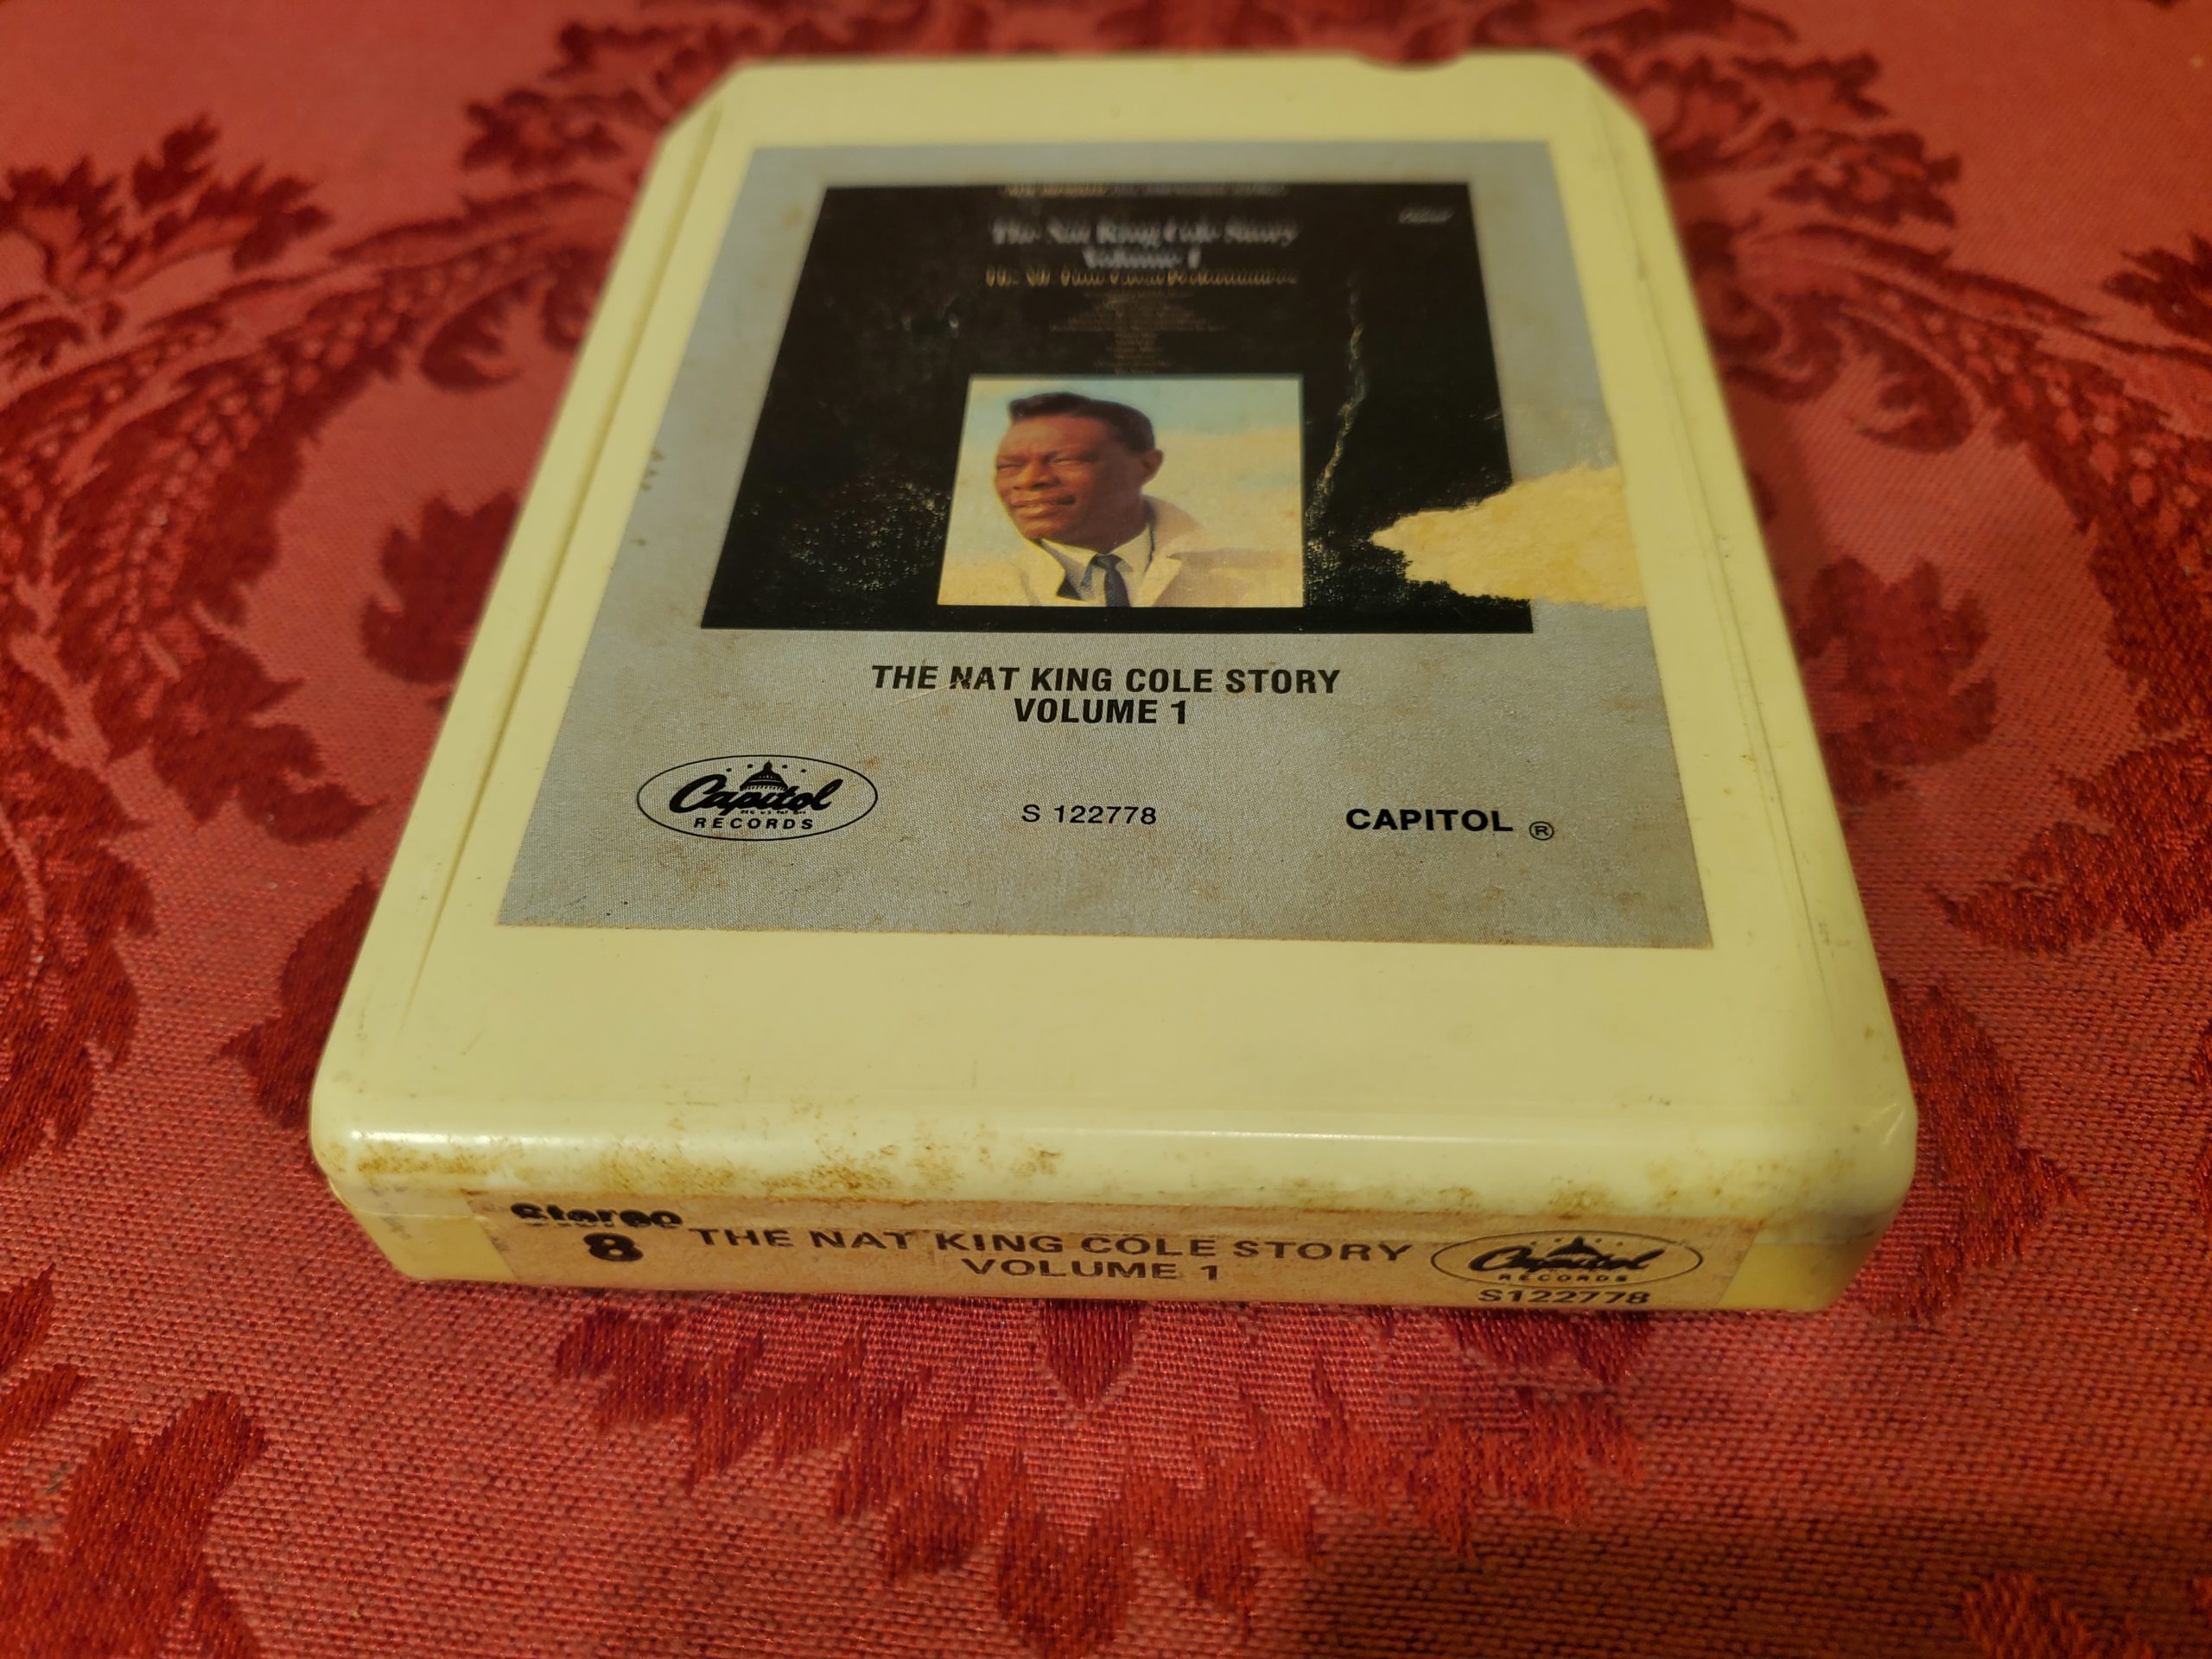 Capitol
The Nat King Cole Story
Volume 1
THE NAT KING COLE STORY
VOLUME 1
Capitol
RECORDS
S 122778
CAPITOL ®
Stereo
8
THE NAT KING COLE STORY
VOLUME 1
Capitol
RECORDS
S122778